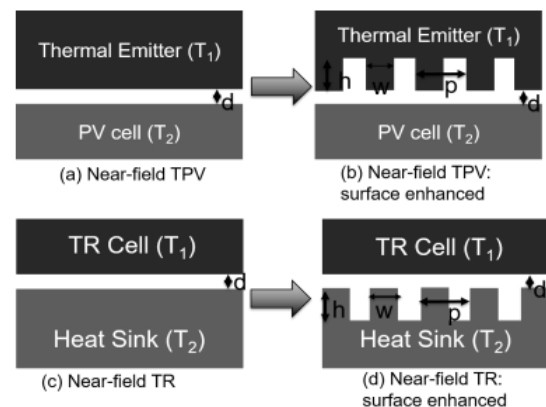 Thermal Emitter (T₁)
d
PV cell (T₂)
(a) Near-field TPV
Thermal Emitter (T₁)
h w p
d
PV cell (T₂)
(b) Near-field TPV:
surface enhanced
TR Cell (T₁)
d
Heat Sink (T₂)
(c) Near-field TR
TR Cell (T₁)
d
h w p
Heat Sink (T₂)
(d) Near-field TR:
surface enhanced